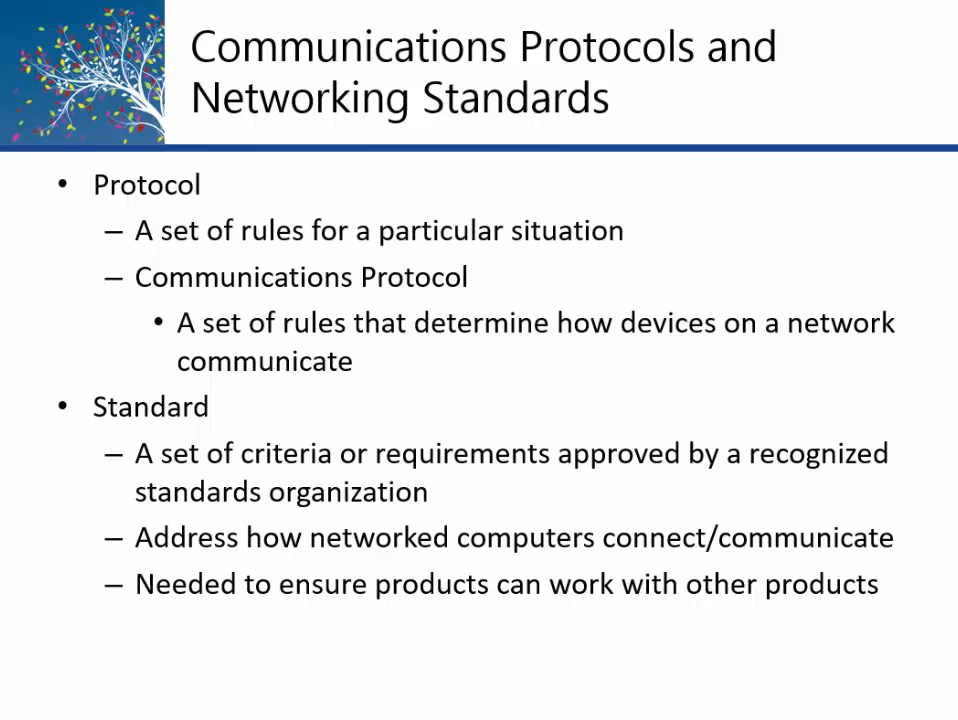 Communications Protocols and
Networking Standards
• Protocol
– A set of rules for a particular situation
– Communications Protocol
• A set of rules that determine how devices on a network
communicate
• Standard
– A set of criteria or requirements approved by a recognized
standards organization
– Address how networked computers connect/communicate
– Needed to ensure products can work with other products